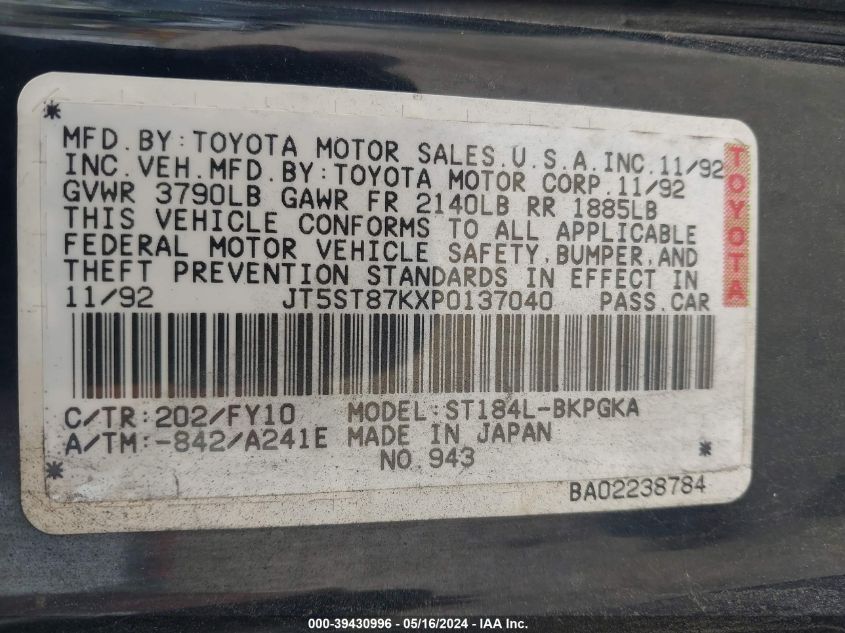 MFD.BY:TOYOTA MOTOR SALES.U.S.A.INC.11/92
INC.VEH.MFD.BY:TOYOTA MOTOR CORP.11/92
GVWR 3790LB GAWR FR 2140LB RR 1885LB
THIS VEHICLE CONFORMS TO ALL APPLICABLE
FEDERAL MOTOR VEHICLE SAFETY,BUMPER,AND
THEFT PREVENTION STANDARDS IN EFFECT IN
11/92 JT5ST87KXP0137040 PASS.CAR
C/TR:202/FY10 MODEL:ST184L-BKPGKA
A/TM:-842/A241E MADE IN JAPAN
NO.943
BA02238784
TOYOTA
000-39430996 - 05/16/2024 - IAA Inc.